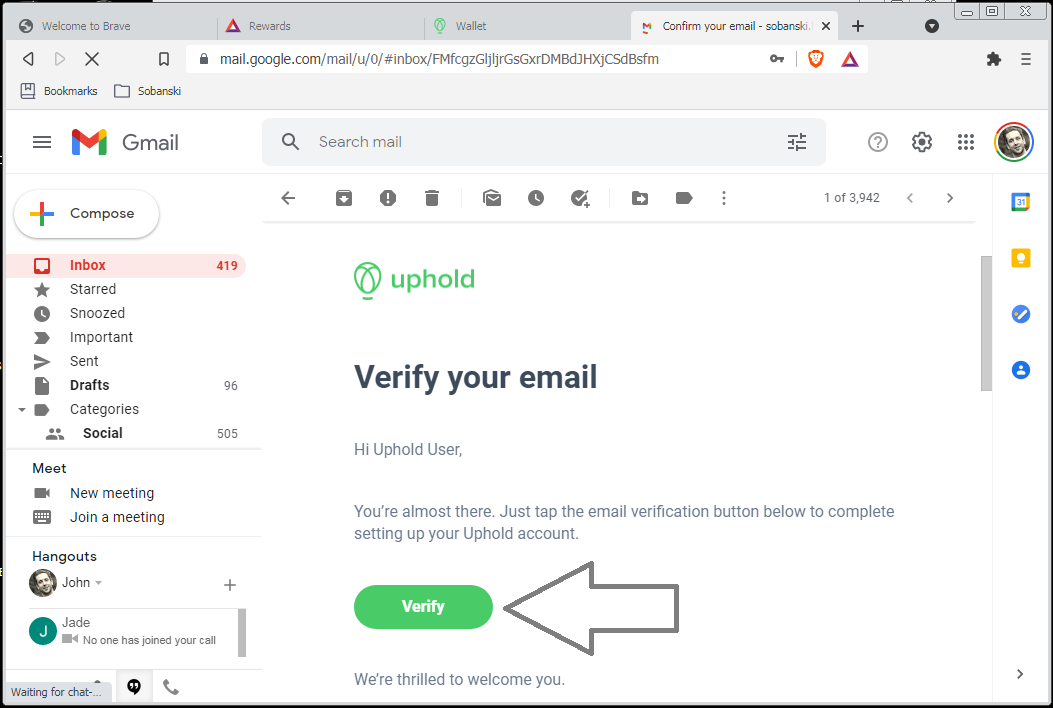 Welcome to Brave
Rewards
Wallet
Confirm your email - sobanski.
mail.google.com/mail/u/0/#inbox/FMfcgzGljljrGsGxrDMBdJHXjCSdBsfm
Bookmarks
Sobanski
Gmail
Search mail
Compose
1 of 3,942
31
Inbox 419
Starred
Snoozed
Important
Sent
Drafts 96
Categories
Social 505
Meet
New meeting
Join a meeting
Hangouts
John
J
Jade
No one has joined your call
Waiting for chat-...
uphold
Verify your email
Hi Uphold User,
You’re almost there. Just tap the email verification button below to complete
setting up your Uphold account.
Verify
We’re thrilled to welcome you.